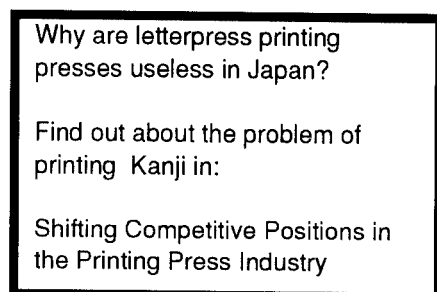 Why are letterpress printing
presses useless in Japan?
Find out about the problem of
printing Kanji in:
Shifting Competitive Positions in
the Printing Press Industry